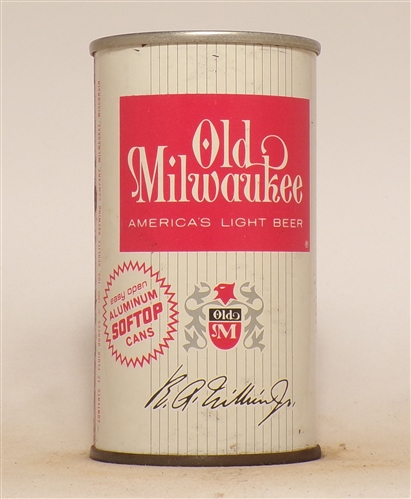 Old
Milwaukee
AMERICA'S LIGHT BEER
easy open
ALUMINUM
SOFTOP
CANS
Old
M